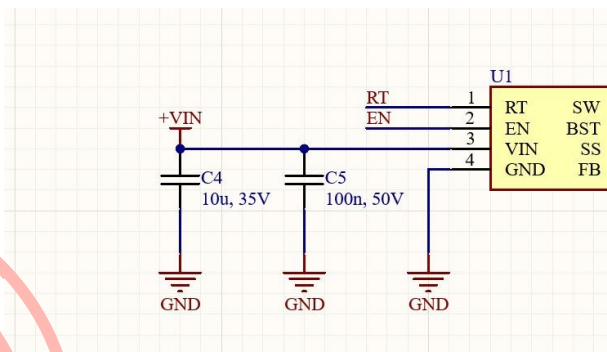 U1
RT 1 RT SW
+VIN EN 2 EN BST
3 VIN SS
4 GND FB
C4 C5
10u, 35V 100n, 50V
GND GND GND